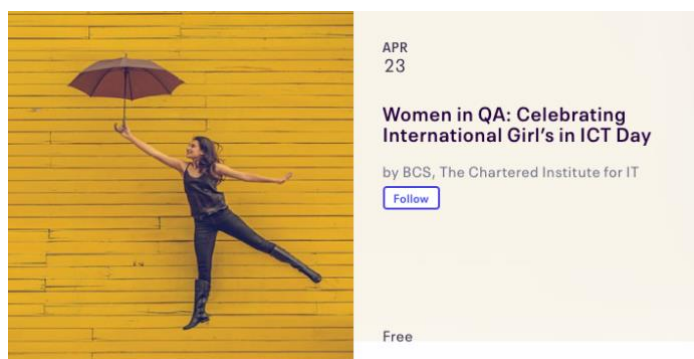 APR
23
Women in QA: Celebrating
International Girl's in ICT Day
by BCS, The Chartered Institute for IT
Follow
Free